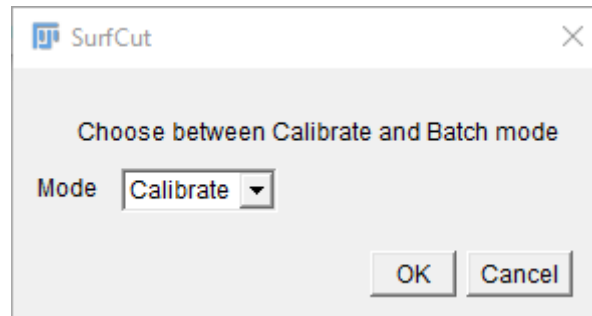 SurfCut
Choose between Calibrate and Batch mode
Mode Calibrate
OK Cancel